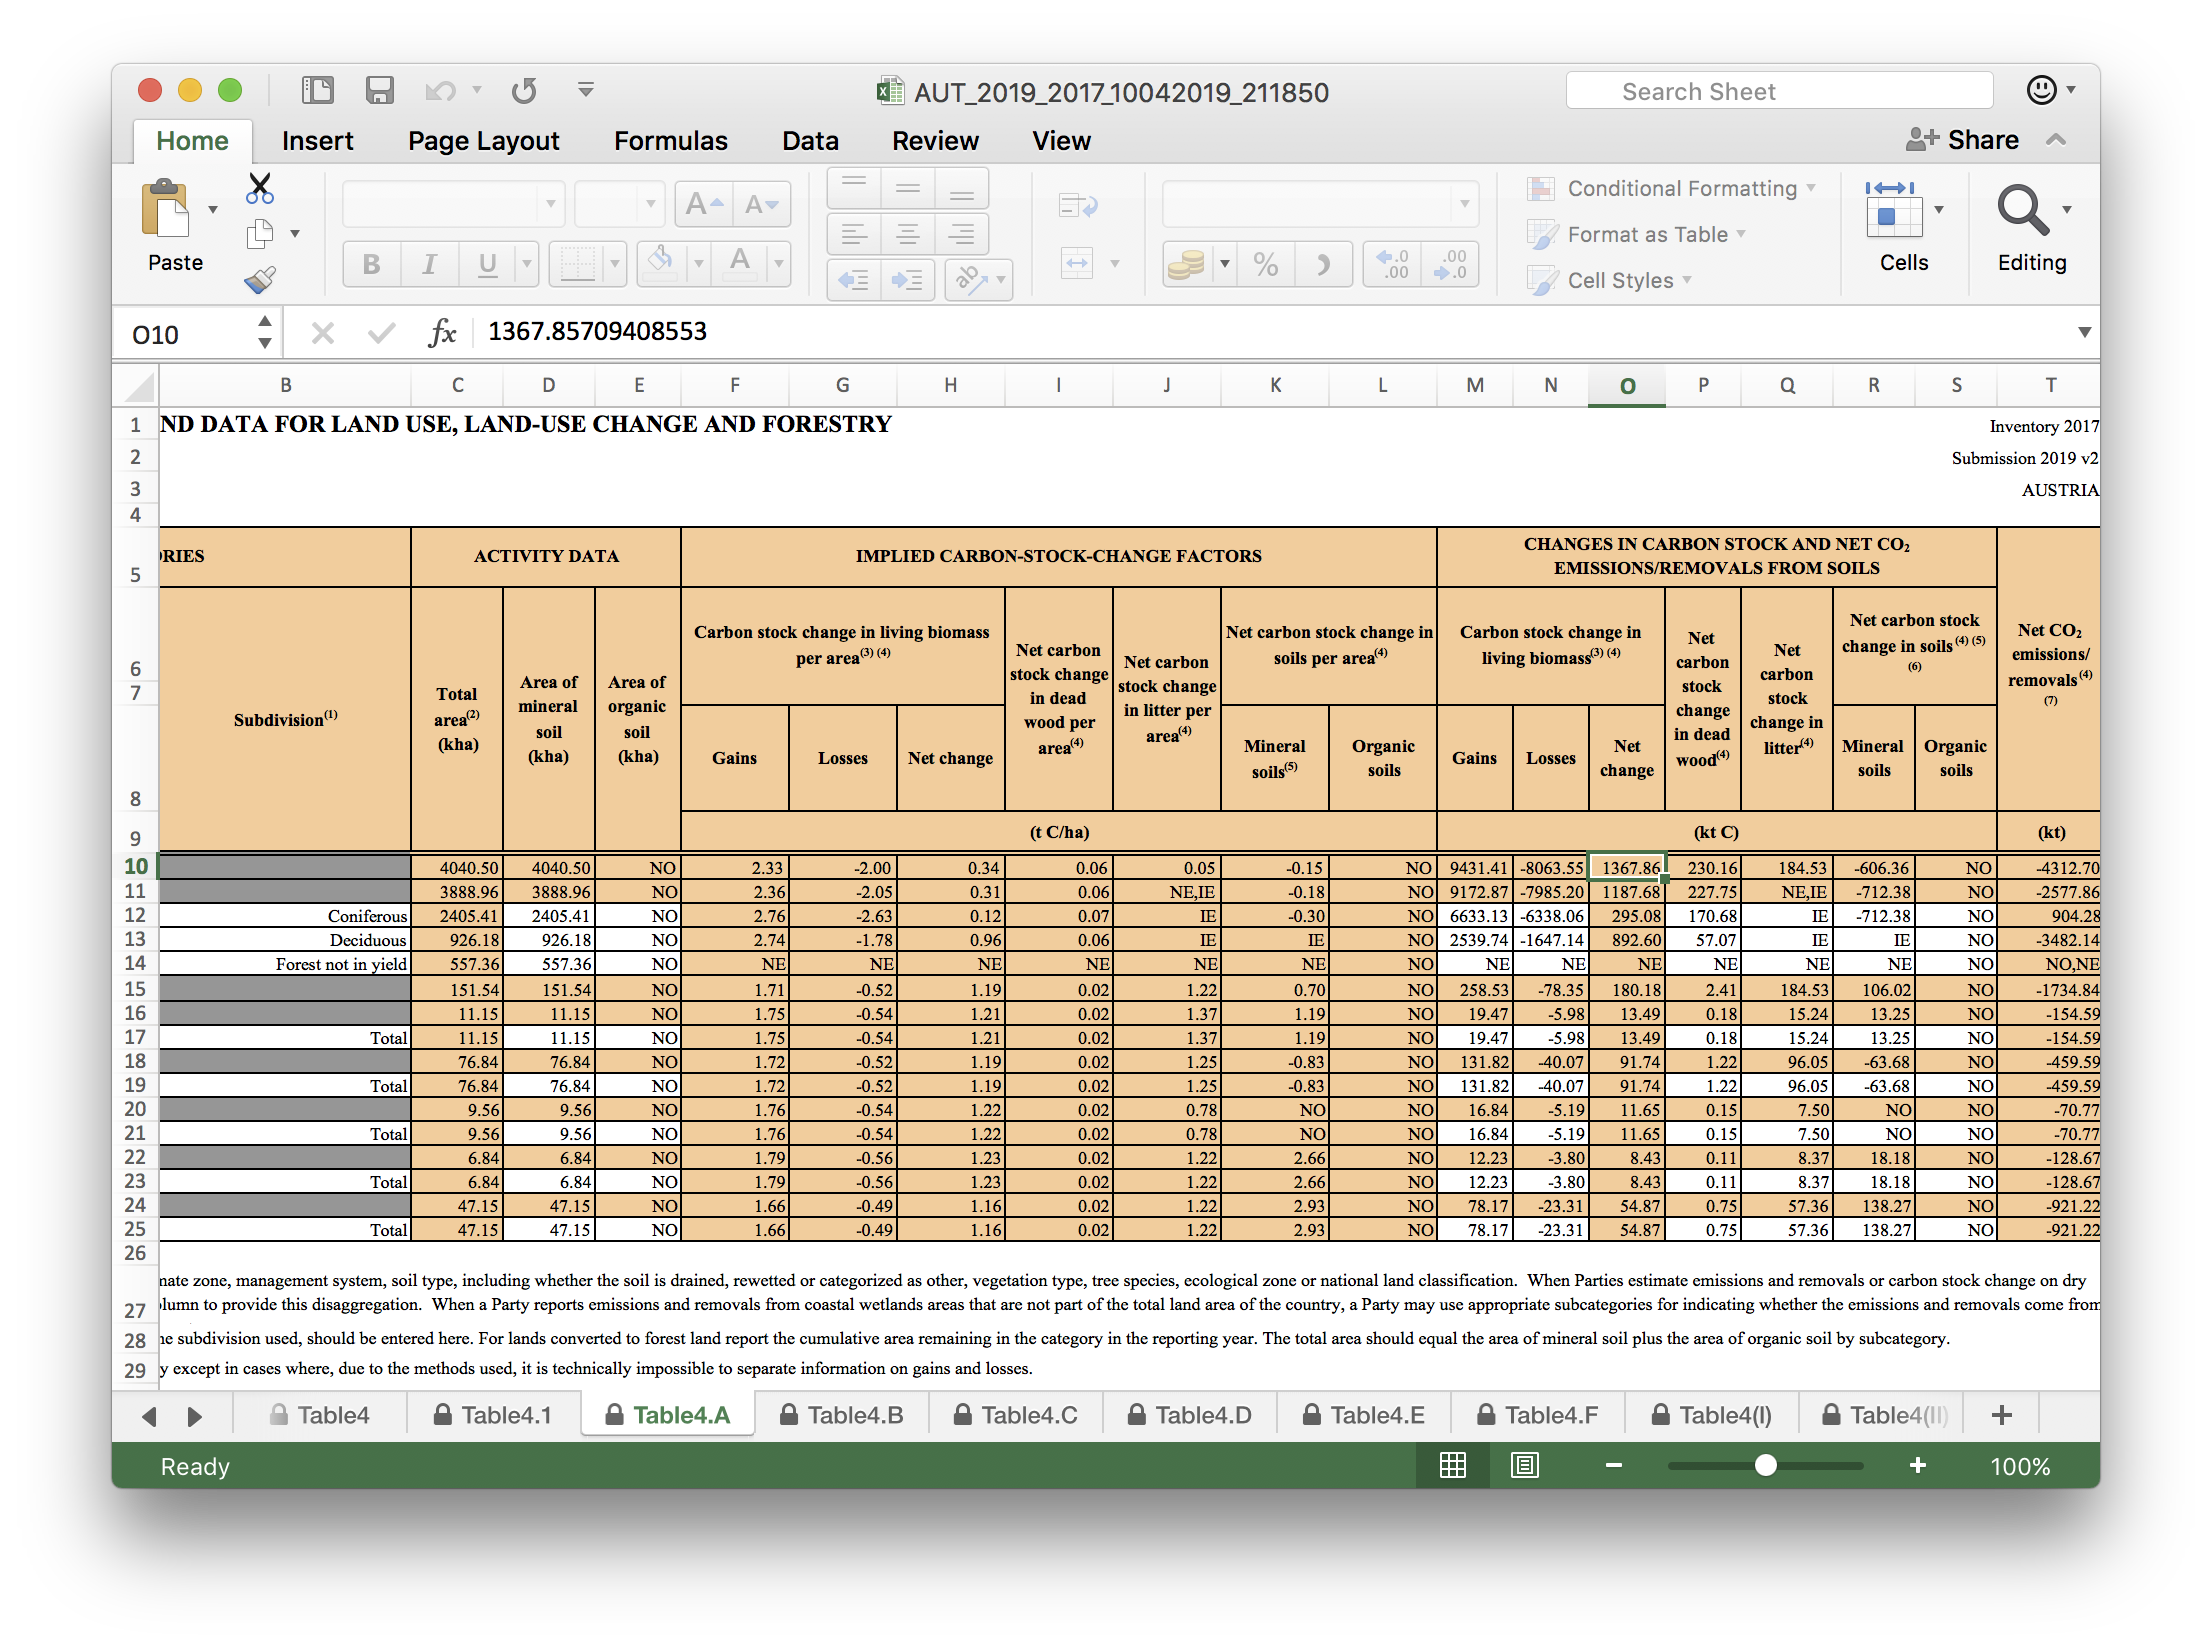 AUT_2019_2017_10042019_211850
Search Sheet
Home Insert Page Layout Formulas Data Review View Share
Paste
Conditional Formatting
Format as Table
Cell Styles
Cells
Editing
O10 fx 1367.85709408553
B C D E F G H I J K L M N O P Q R S T
1 ND DATA FOR LAND USE, LAND-USE CHANGE AND FORESTRY Inventory 2017
2 Submission 2019 v2
3 AUSTRIA
4
5 RIES ACTIVITY DATA IMPLIED CARBON-STOCK-CHANGE FACTORS CHANGES IN CARBON STOCK AND NET CO₂ EMISSIONS/REMOVALS FROM SOILS
6
7
8
Subdivision(1)
Total area(2) (kha)
Area of mineral soil (kha)
Area of organic soil (kha)
Carbon stock change in living biomass per area(3) (4)
Gains Losses Net change
Net carbon stock change in dead wood per area(4)
Net carbon stock change in litter per area(4)
Net carbon stock change in soils per area(4)
Mineral soils(5) Organic soils
Carbon stock change in living biomass(3) (4)
Gains Losses Net change
Net carbon stock change in dead wood(4)
Net carbon stock change in litter(4)
Net carbon stock change in soils (4) (5) (6)
Mineral soils Organic soils
Net CO₂ emissions/ removals (4) (7)
9 (t C/ha) (kt C) (kt)
10 4040.50 4040.50 NO 2.33 -2.00 0.34 0.06 0.05 -0.15 NO 9431.41 -8063.55 1367.86 230.16 184.53 -606.36 NO -4312.70
11 3888.96 3888.96 NO 2.36 -2.05 0.31 0.06 NE,IE -0.18 NO 9172.87 -7985.20 1187.68 227.75 NE,IE -712.38 NO -2577.86
12 Coniferous 2405.41 2405.41 NO 2.76 -2.63 0.12 0.07 IE -0.30 NO 6633.13 -6338.06 295.08 170.68 IE -712.38 NO 904.28
13 Deciduous 926.18 926.18 NO 2.74 -1.78 0.96 0.06 IE IE NO 2539.74 -1647.14 892.60 57.07 IE IE NO -3482.14
14 Forest not in yield 557.36 557.36 NO NE NE NE NE NE NE NO NE NE NE NE NE NE NO NO,NE
15 151.54 151.54 NO 1.71 -0.52 1.19 0.02 1.22 0.70 NO 258.53 -78.35 180.18 2.41 184.53 106.02 NO -1734.84
16 11.15 11.15 NO 1.75 -0.54 1.21 0.02 1.37 1.19 NO 19.47 -5.98 13.49 0.18 15.24 13.25 NO -154.59
17 Total 11.15 11.15 NO 1.75 -0.54 1.21 0.02 1.37 1.19 NO 19.47 -5.98 13.49 0.18 15.24 13.25 NO -154.59
18 76.84 76.84 NO 1.72 -0.52 1.19 0.02 1.25 -0.83 NO 131.82 -40.07 91.74 1.22 96.05 -63.68 NO -459.59
19 Total 76.84 76.84 NO 1.72 -0.52 1.19 0.02 1.25 -0.83 NO 131.82 -40.07 91.74 1.22 96.05 -63.68 NO -459.59
20 9.56 9.56 NO 1.76 -0.54 1.22 0.02 0.78 NO NO 16.84 -5.19 11.65 0.15 7.50 NO NO -70.77
21 Total 9.56 9.56 NO 1.76 -0.54 1.22 0.02 0.78 NO NO 16.84 -5.19 11.65 0.15 7.50 NO NO -70.77
22 6.84 6.84 NO 1.79 -0.56 1.23 0.02 1.22 2.66 NO 12.23 -3.80 8.43 0.11 8.37 18.18 NO -128.67
23 Total 6.84 6.84 NO 1.79 -0.56 1.23 0.02 1.22 2.66 NO 12.23 -3.80 8.43 0.11 8.37 18.18 NO -128.67
24 47.15 47.15 NO 1.66 -0.49 1.16 0.02 1.22 2.93 NO 78.17 -23.31 54.87 0.75 57.36 138.27 NO -921.22
25 Total 47.15 47.15 NO 1.66 -0.49 1.16 0.02 1.22 2.93 NO 78.17 -23.31 54.87 0.75 57.36 138.27 NO -921.22
26
nate zone, management system, soil type, including whether the soil is drained, rewetted or categorized as other, vegetation type, tree species, ecological zone or national land classification. When Parties estimate emissions and removals or carbon stock change on dry
27 lumn to provide this disaggregation. When a Party reports emissions and removals from coastal wetlands areas that are not part of the total land area of the country, a Party may use appropriate subcategories for indicating whether the emissions and removals come from
28 e subdivision used, should be entered here. For lands converted to forest land report the cumulative area remaining in the category in the reporting year. The total area should equal the area of mineral soil plus the area of organic soil by subcategory.
29 y except in cases where, due to the methods used, it is technically impossible to separate information on gains and losses.
Table4 Table4.1 Table4.A Table4.B Table4.C Table4.D Table4.E Table4.F Table4(I) Table4(II)
Ready 100%